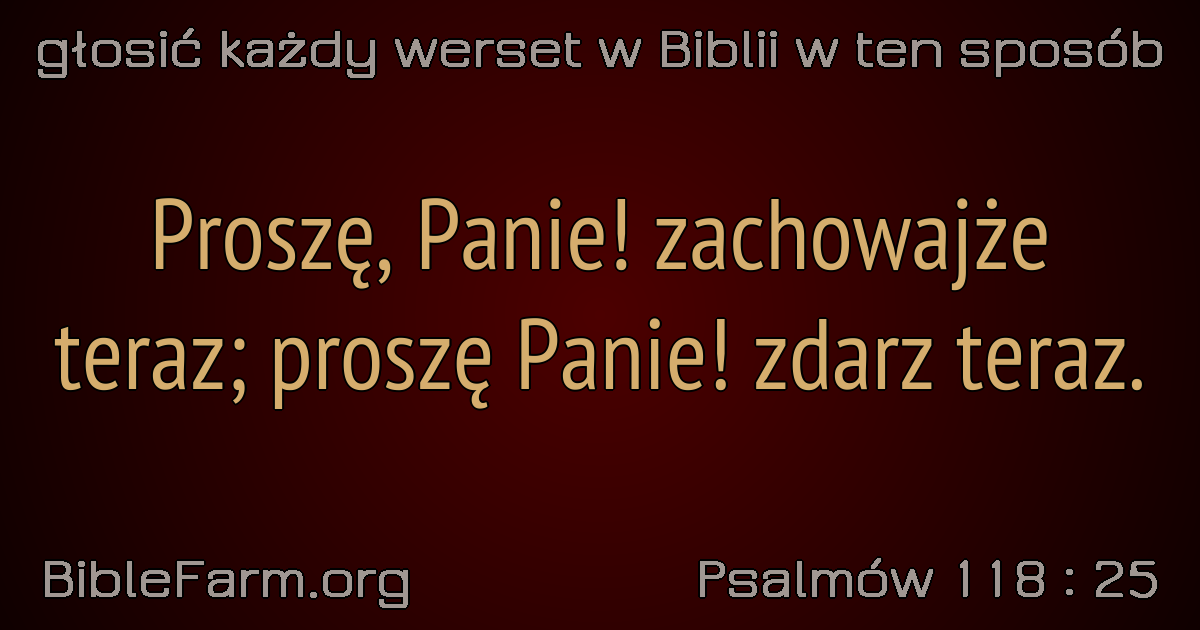 głosić każdy werset w Biblii w ten sposób
Proszę, Panie! zachowajże
teraz; proszę Panie! zdarz teraz.
BibleFarm.org
Psalmów 118 : 25